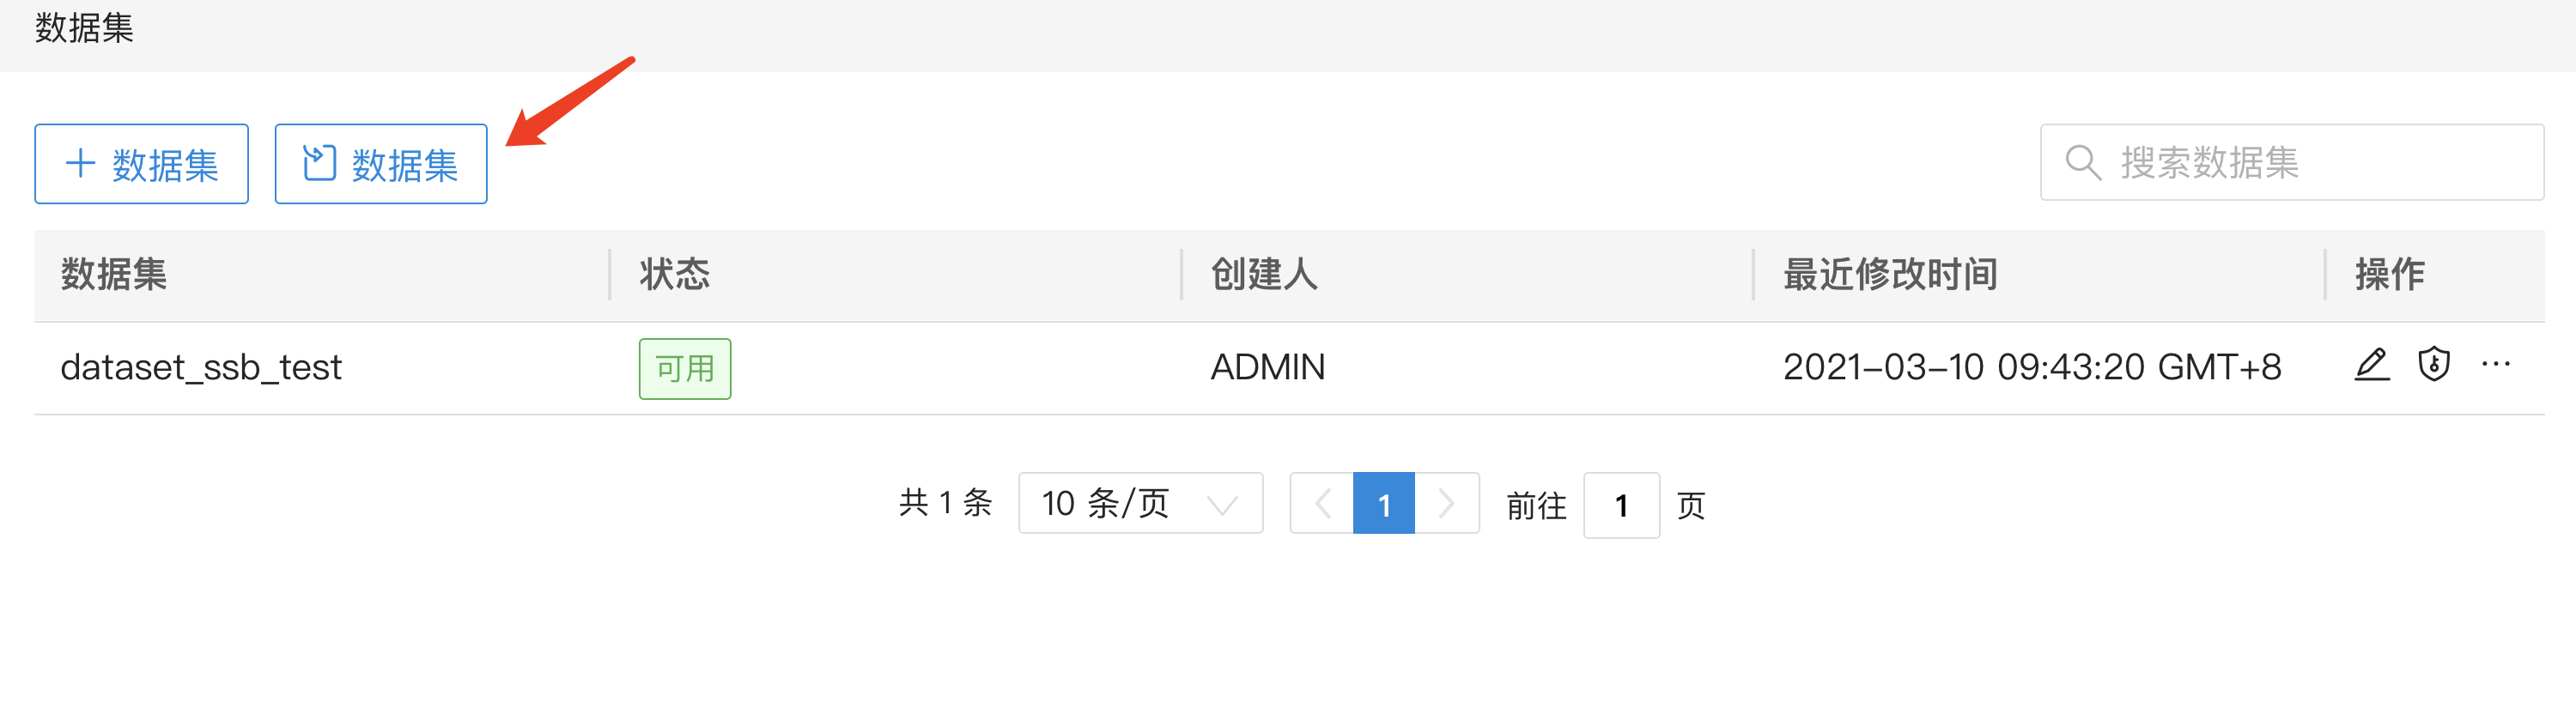 数据集
数据集 数据集 搜索数据集
数据集 状态 创建人 最近修改时间 操作
dataset_ssb_test 可用 ADMIN 2021-03-10 09:43:20 GMT+8
共 1 条 10 条/页 1 前往 1 页